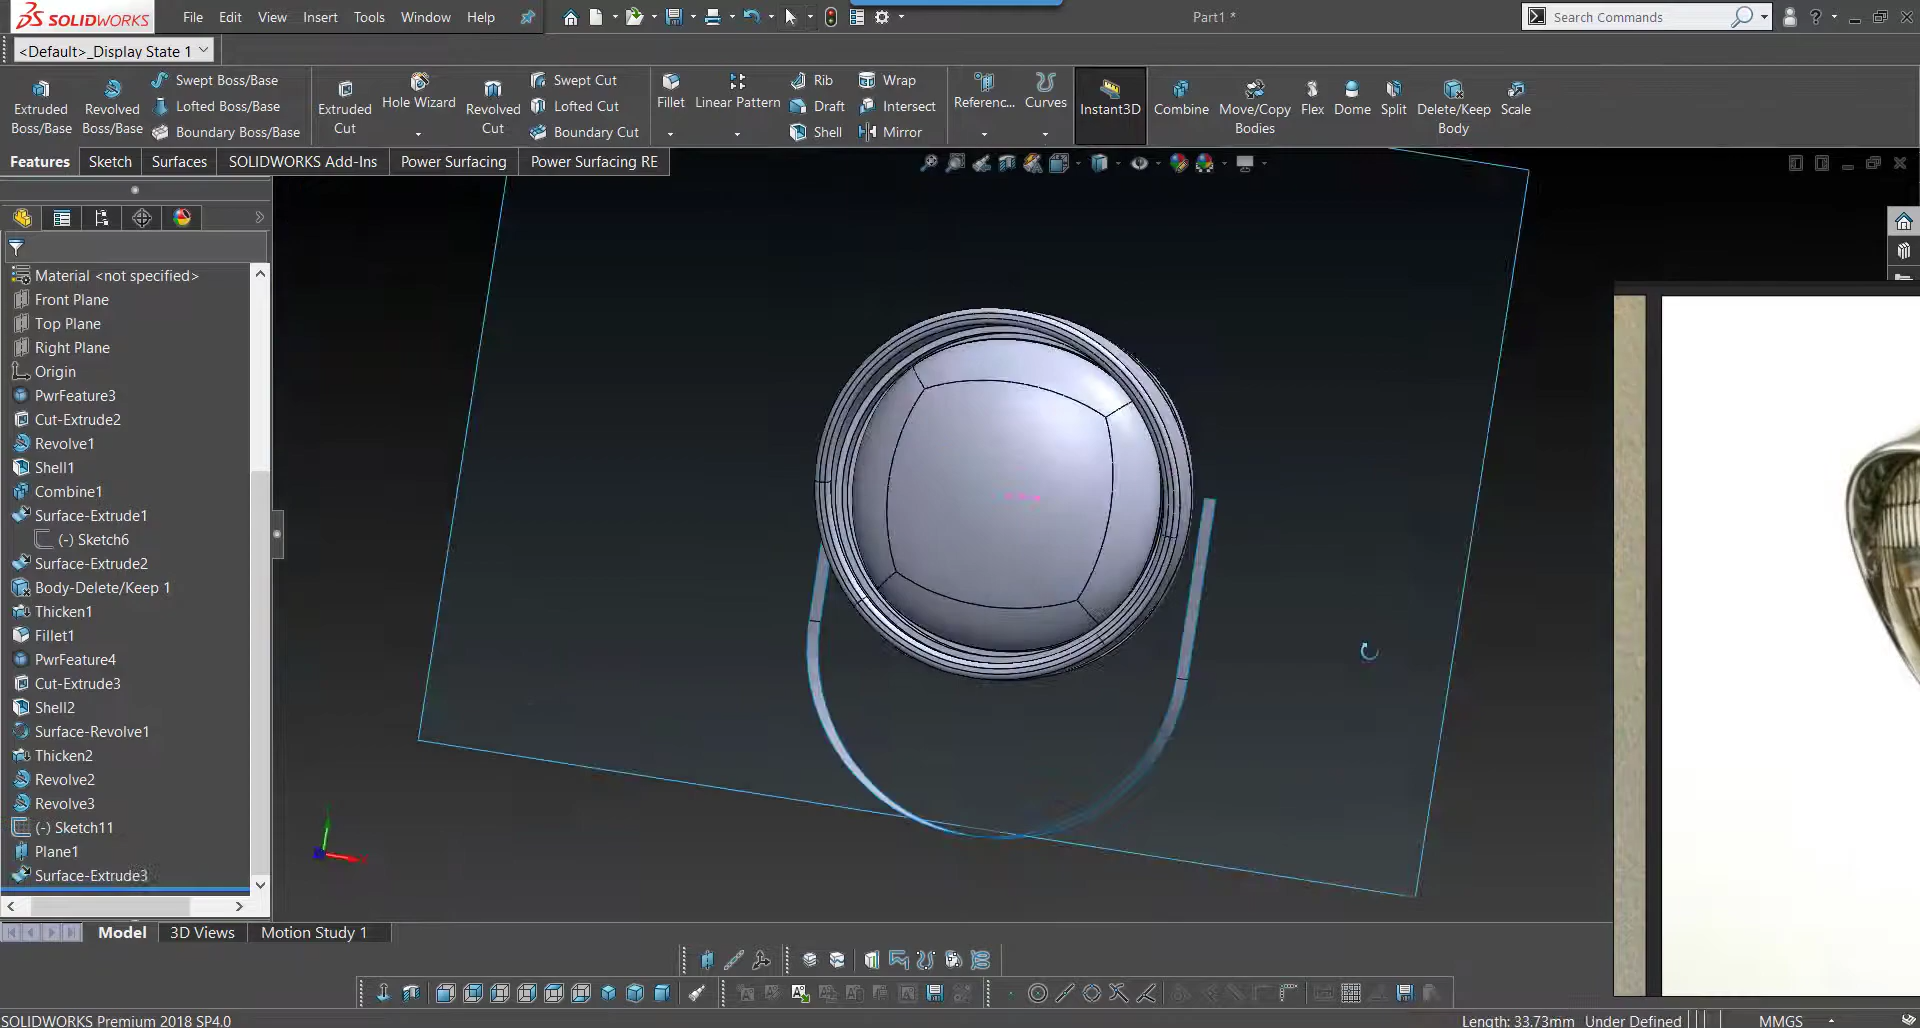 SOLIDWORKS File Edit View Insert Tools Window Help Part1 * Search Commands
<Default>_Display State 1
Extruded Boss/Base
Revolved Boss/Base
Swept Boss/Base
Lofted Boss/Base
Boundary Boss/Base
Extruded Cut
Hole Wizard
Revolved Cut
Swept Cut
Lofted Cut
Boundary Cut
Fillet
Linear Pattern
Rib
Draft
Shell
Wrap
Intersect
Mirror
Referenc...
Curves
Instant3D
Combine
Move/Copy Bodies
Flex
Dome
Split
Delete/Keep Body
Scale
Features Sketch Surfaces SOLIDWORKS Add-Ins Power Surfacing Power Surfacing RE
Material <not specified>
Front Plane
Top Plane
Right Plane
Origin
PwrFeature3
Cut-Extrude2
Revolve1
Shell1
Combine1
Surface-Extrude1
(-) Sketch6
Surface-Extrude2
Body-Delete/Keep 1
Thicken1
Fillet1
PwrFeature4
Cut-Extrude3
Shell2
Surface-Revolve1
Thicken2
Revolve2
Revolve3
(-) Sketch11
Plane1
Surface-Extrude3
Model 3D Views Motion Study 1
SOLIDWORKS Premium 2018 SP4.0 Length: 33.73mm Under Defined MMGS